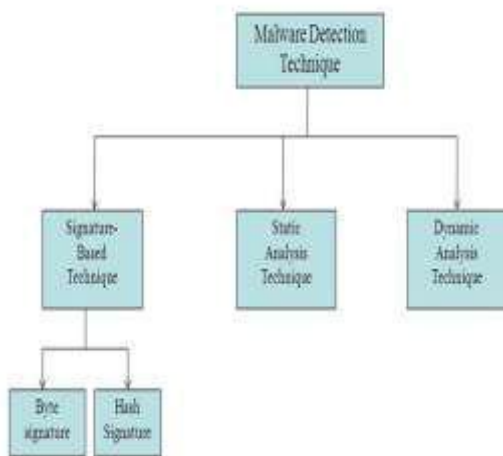 Malware Detection
Technique
Signature-
Based
Technique
Static
Analysis
Technique
Dynamic
Analysis
Technique
Byte
signature
Hash
Signature